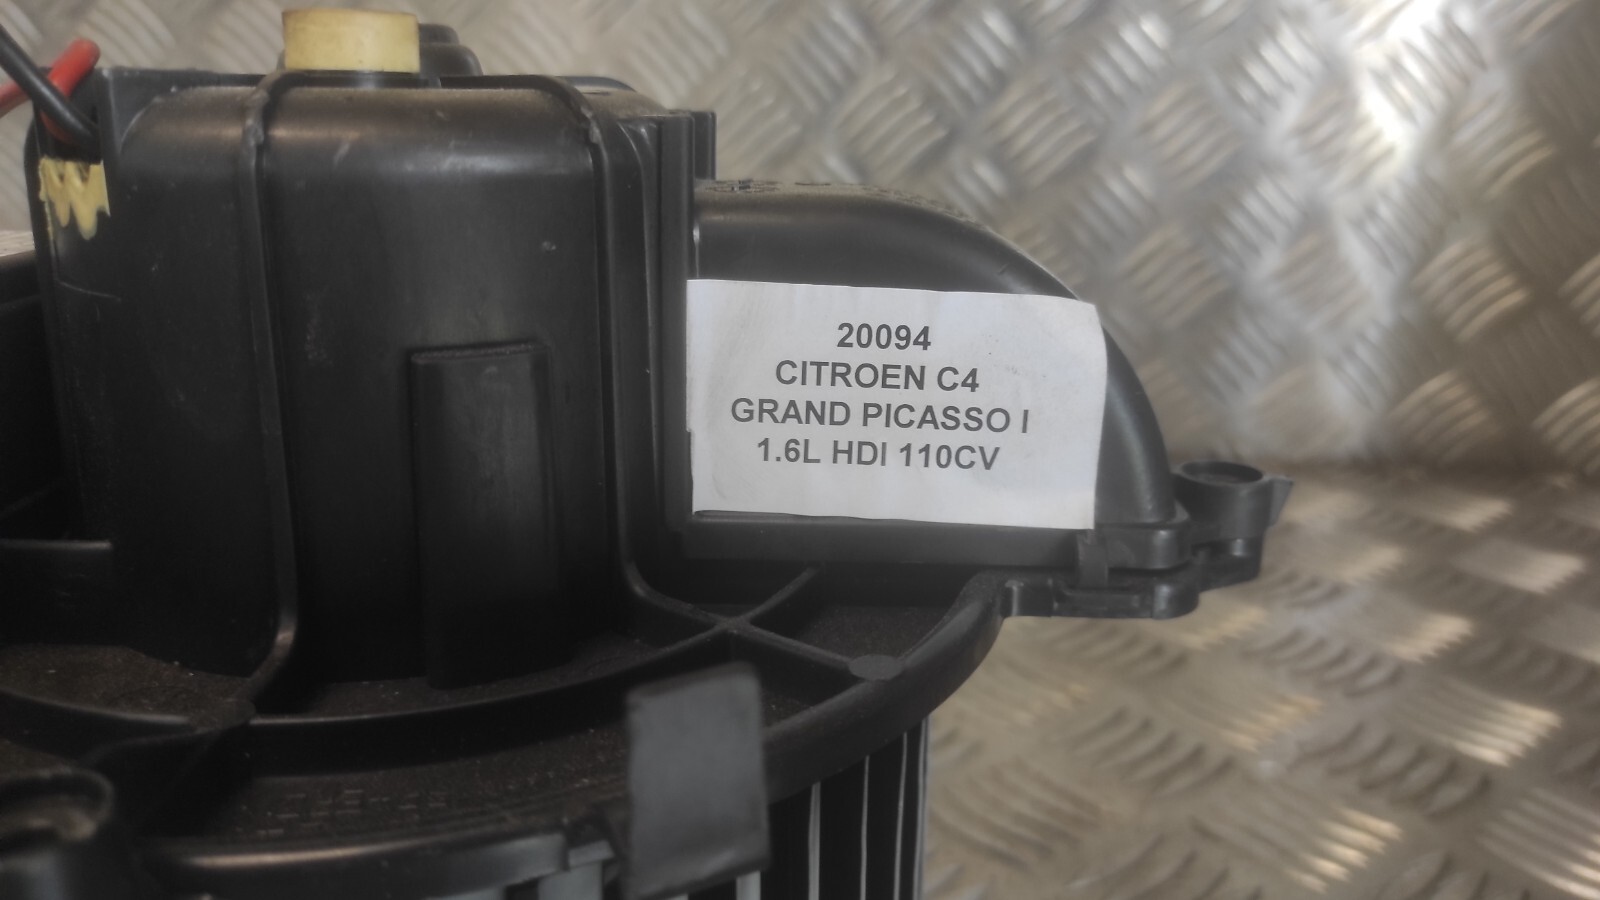 W
20094
CITROEN C4
GRAND PICASSO I
1.6L HDI 110CV